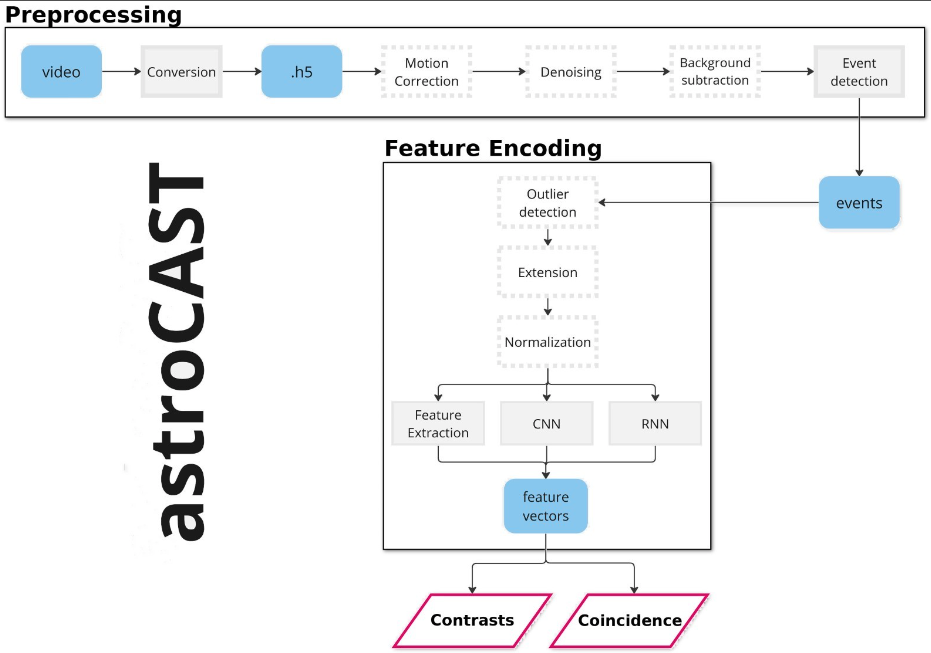 Preprocessing
video
Conversion
.h5
Motion
Correction
Denoising
Background
subtraction
Event
detection
events
Feature Encoding
Outlier
detection
Extension
Normalization
Feature
Extraction
CNN
RNN
feature
vectors
Contrasts
Coincidence
astroCAST